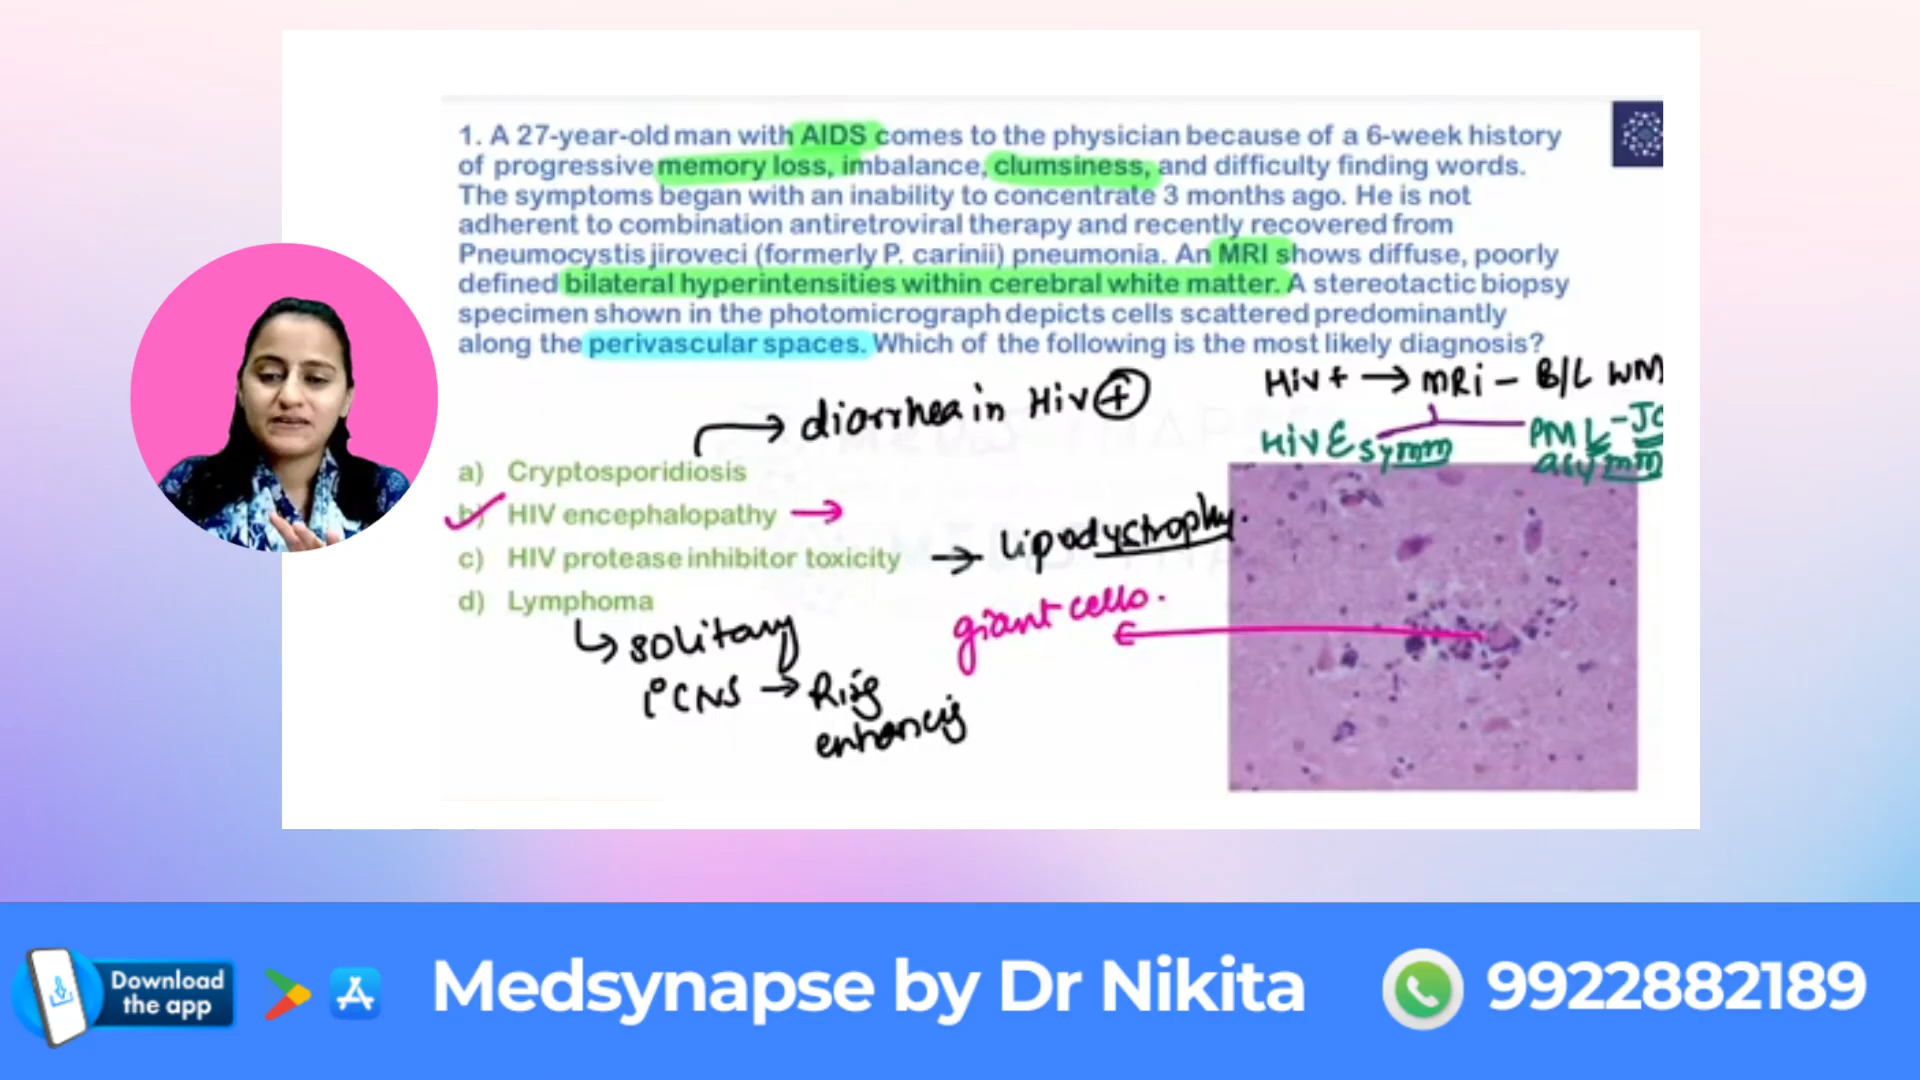 1. A 27-year-old man with AIDS comes to the physician because of a 6-week history
of progressive memory loss, imbalance, clumsiness, and difficulty finding words.
The symptoms began with an inability to concentrate 3 months ago. He is not
adherent to combination antiretroviral therapy and recently recovered from
Pneumocystis jiroveci (formerly P. carinii) pneumonia. An MRI shows diffuse, poorly
defined bilateral hyperintensities within cerebral white matter. A stereotactic biopsy
specimen shown in the photomicrograph depicts cells scattered predominantly
along the perivascular spaces. Which of the following is the most likely diagnosis?
HIV + → MRI - B/L WM
diarrhea in HIV +
HIVE symm
PML - JC
asymm
a) Cryptosporidiosis
b) HIV encephalopathy →
c) HIV protease inhibitor toxicity → Lipodystrophy.
d) Lymphoma
giant cells.
solitary
1° CNS → Ring
enhancing
Download
the app
Medsynapse by Dr Nikita
9922882189